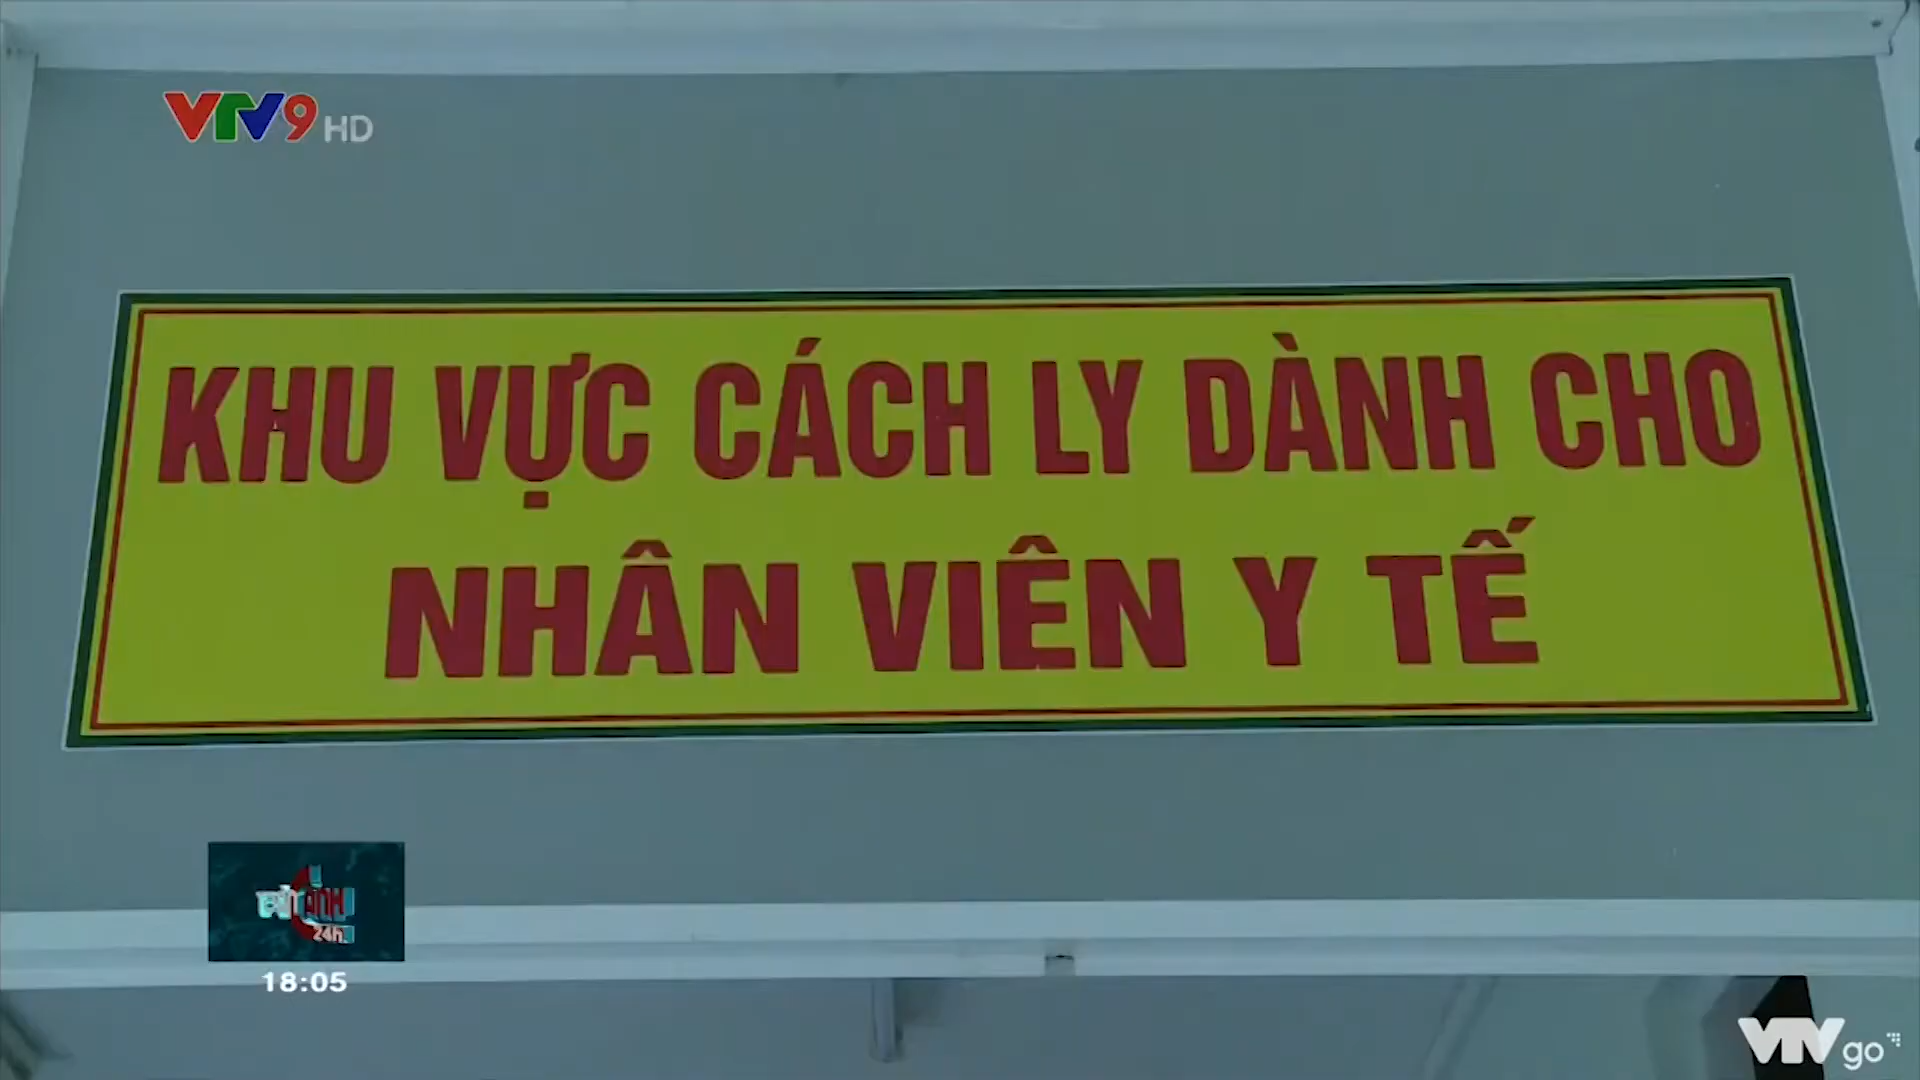 VTV9 HD
KHU VỰC CÁCH LY DÀNH CHO
NHÂN VIÊN Y TẾ
24h
18:05
VTV go